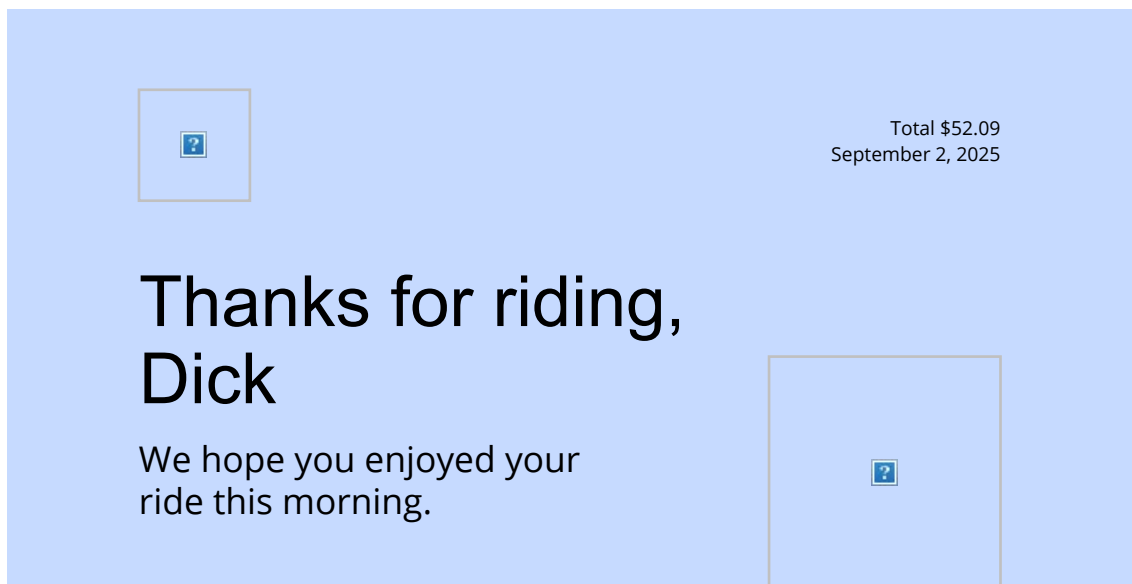 Total $52.09
September 2, 2025
Thanks for riding,
Dick
We hope you enjoyed your
ride this morning.